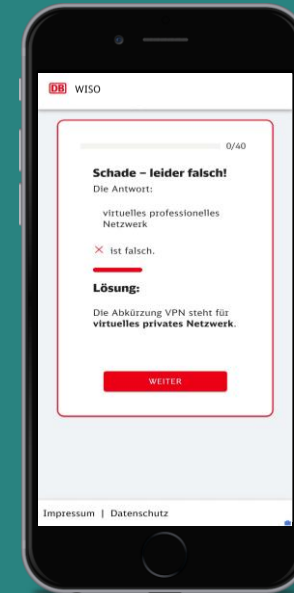 DB WISO
0/40
Schade – leider falsch!
Die Antwort:
virtuelles professionelles
Netzwerk
× ist falsch.
Lösung:
Die Abkürzung VPN steht für
virtuelles privates Netzwerk.
WEITER
Impressum | Datenschutz